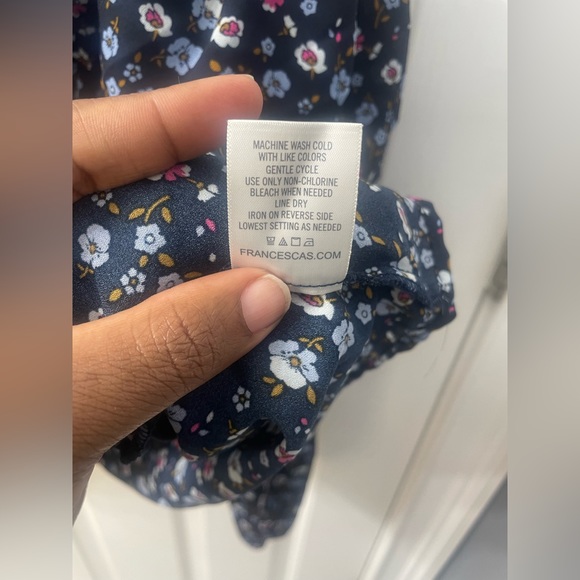 MACHINE WASH COLD
WITH LIKE COLORS
GENTLE CYCLE
USE ONLY NON-CHLORINE
BLEACH WHEN NEEDED
LINE DRY
IRON ON REVERSE SIDE
LOWEST SETTING AS NEEDED
FRANCESCAS.COM